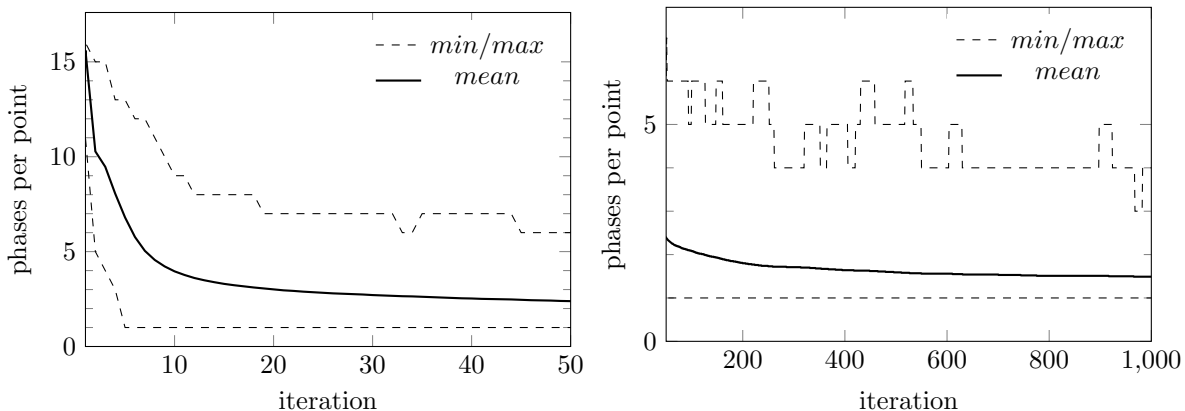 min/max
mean
15
10
5
0
10
20
30
40
50
phases per point
iteration
min/max
mean
5
0
200
400
600
800
1,000
phases per point
iteration